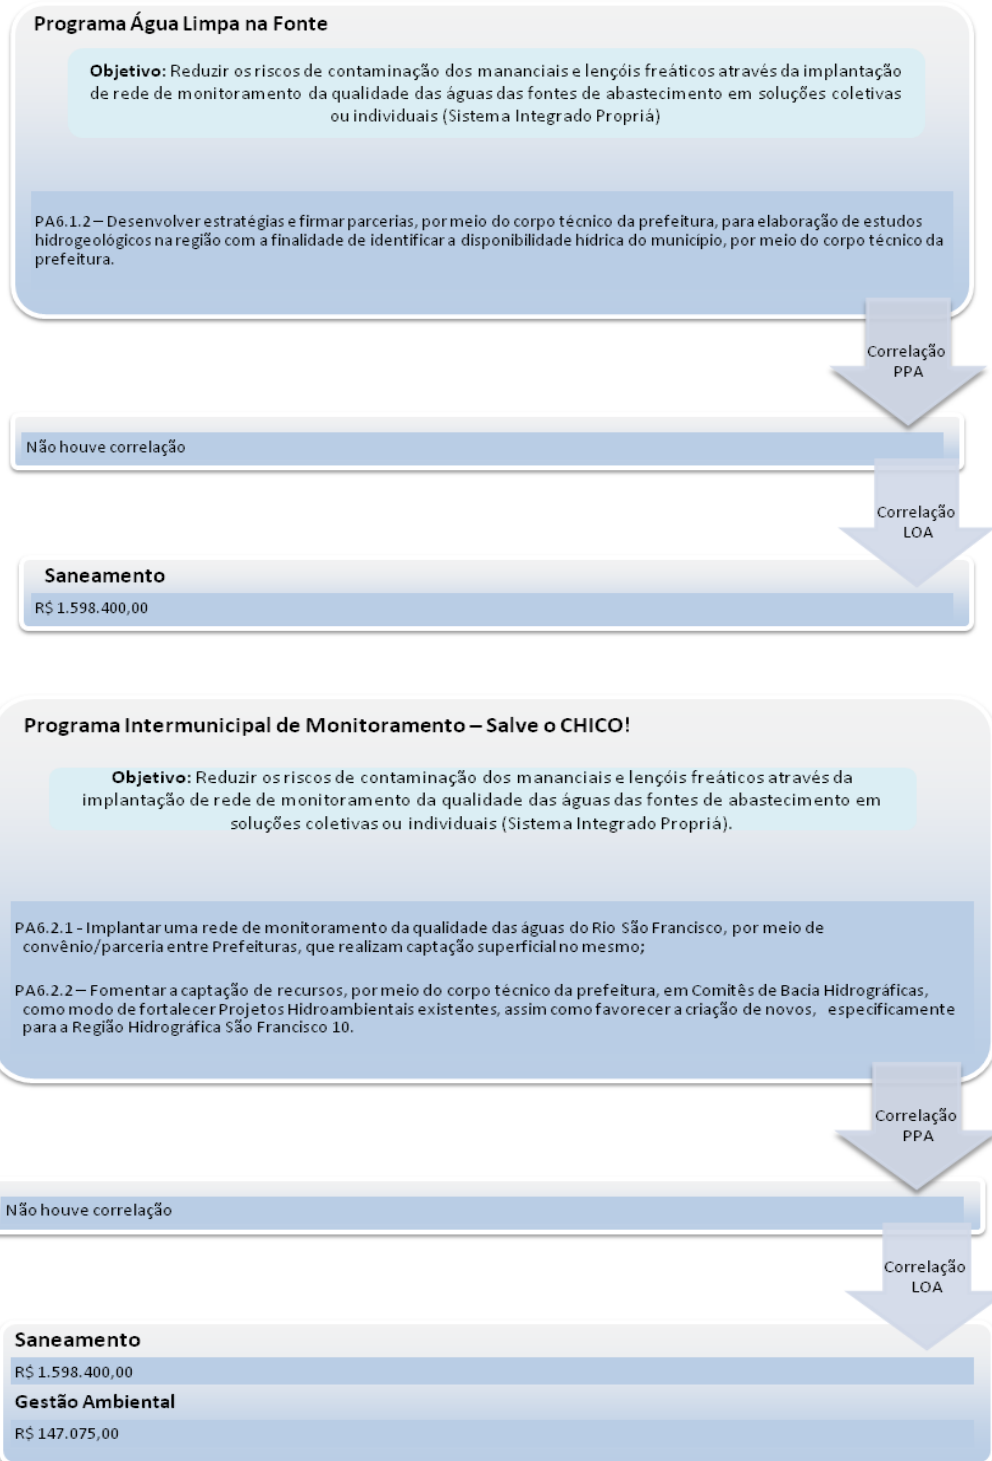 Programa Água Limpa na Fonte
Objetivo: Reduzir os riscos de contaminação dos mananciais e lençóis freáticos através da implantação
de rede de monitoramento da qualidade das águas das fontes de abastecimento em soluções coletivas
ou individuais (Sistema Integrado Propriá)
PA6.1.2 – Desenvolver estratégias e firmar parcerias, por meio do corpo técnico da prefeitura, para elaboração de estudos
hidrogeológicos na região com a finalidade de identificar a disponibilidade hídrica do município, por meio do corpo técnico da
prefeitura.
Correlação
PPA
Não houve correlação
Correlação
LOA
Saneamento
R$ 1.598.400,00
Programa Intermunicipal de Monitoramento – Salve o CHICO!
Objetivo: Reduzir os riscos de contaminação dos mananciais e lençóis freáticos através da
implantação de rede de monitoramento da qualidade das águas das fontes de abastecimento em
soluções coletivas ou individuais (Sistema Integrado Propriá).
PA6.2.1 - Implantar uma rede de monitoramento da qualidade das águas do Rio São Francisco, por meio de
convênio/parceria entre Prefeituras, que realizam captação superficial no mesmo;
PA6.2.2 – Fomentar a captação de recursos, por meio do corpo técnico da prefeitura, em Comitês de Bacia Hidrográficas,
como modo de fortalecer Projetos Hidroambientais existentes, assim como favorecer a criação de novos, especificamente
para a Região Hidrográfica São Francisco 10.
Correlação
PPA
Não houve correlação
Correlação
LOA
Saneamento
R$ 1.598.400,00
Gestão Ambiental
R$ 147.075,00